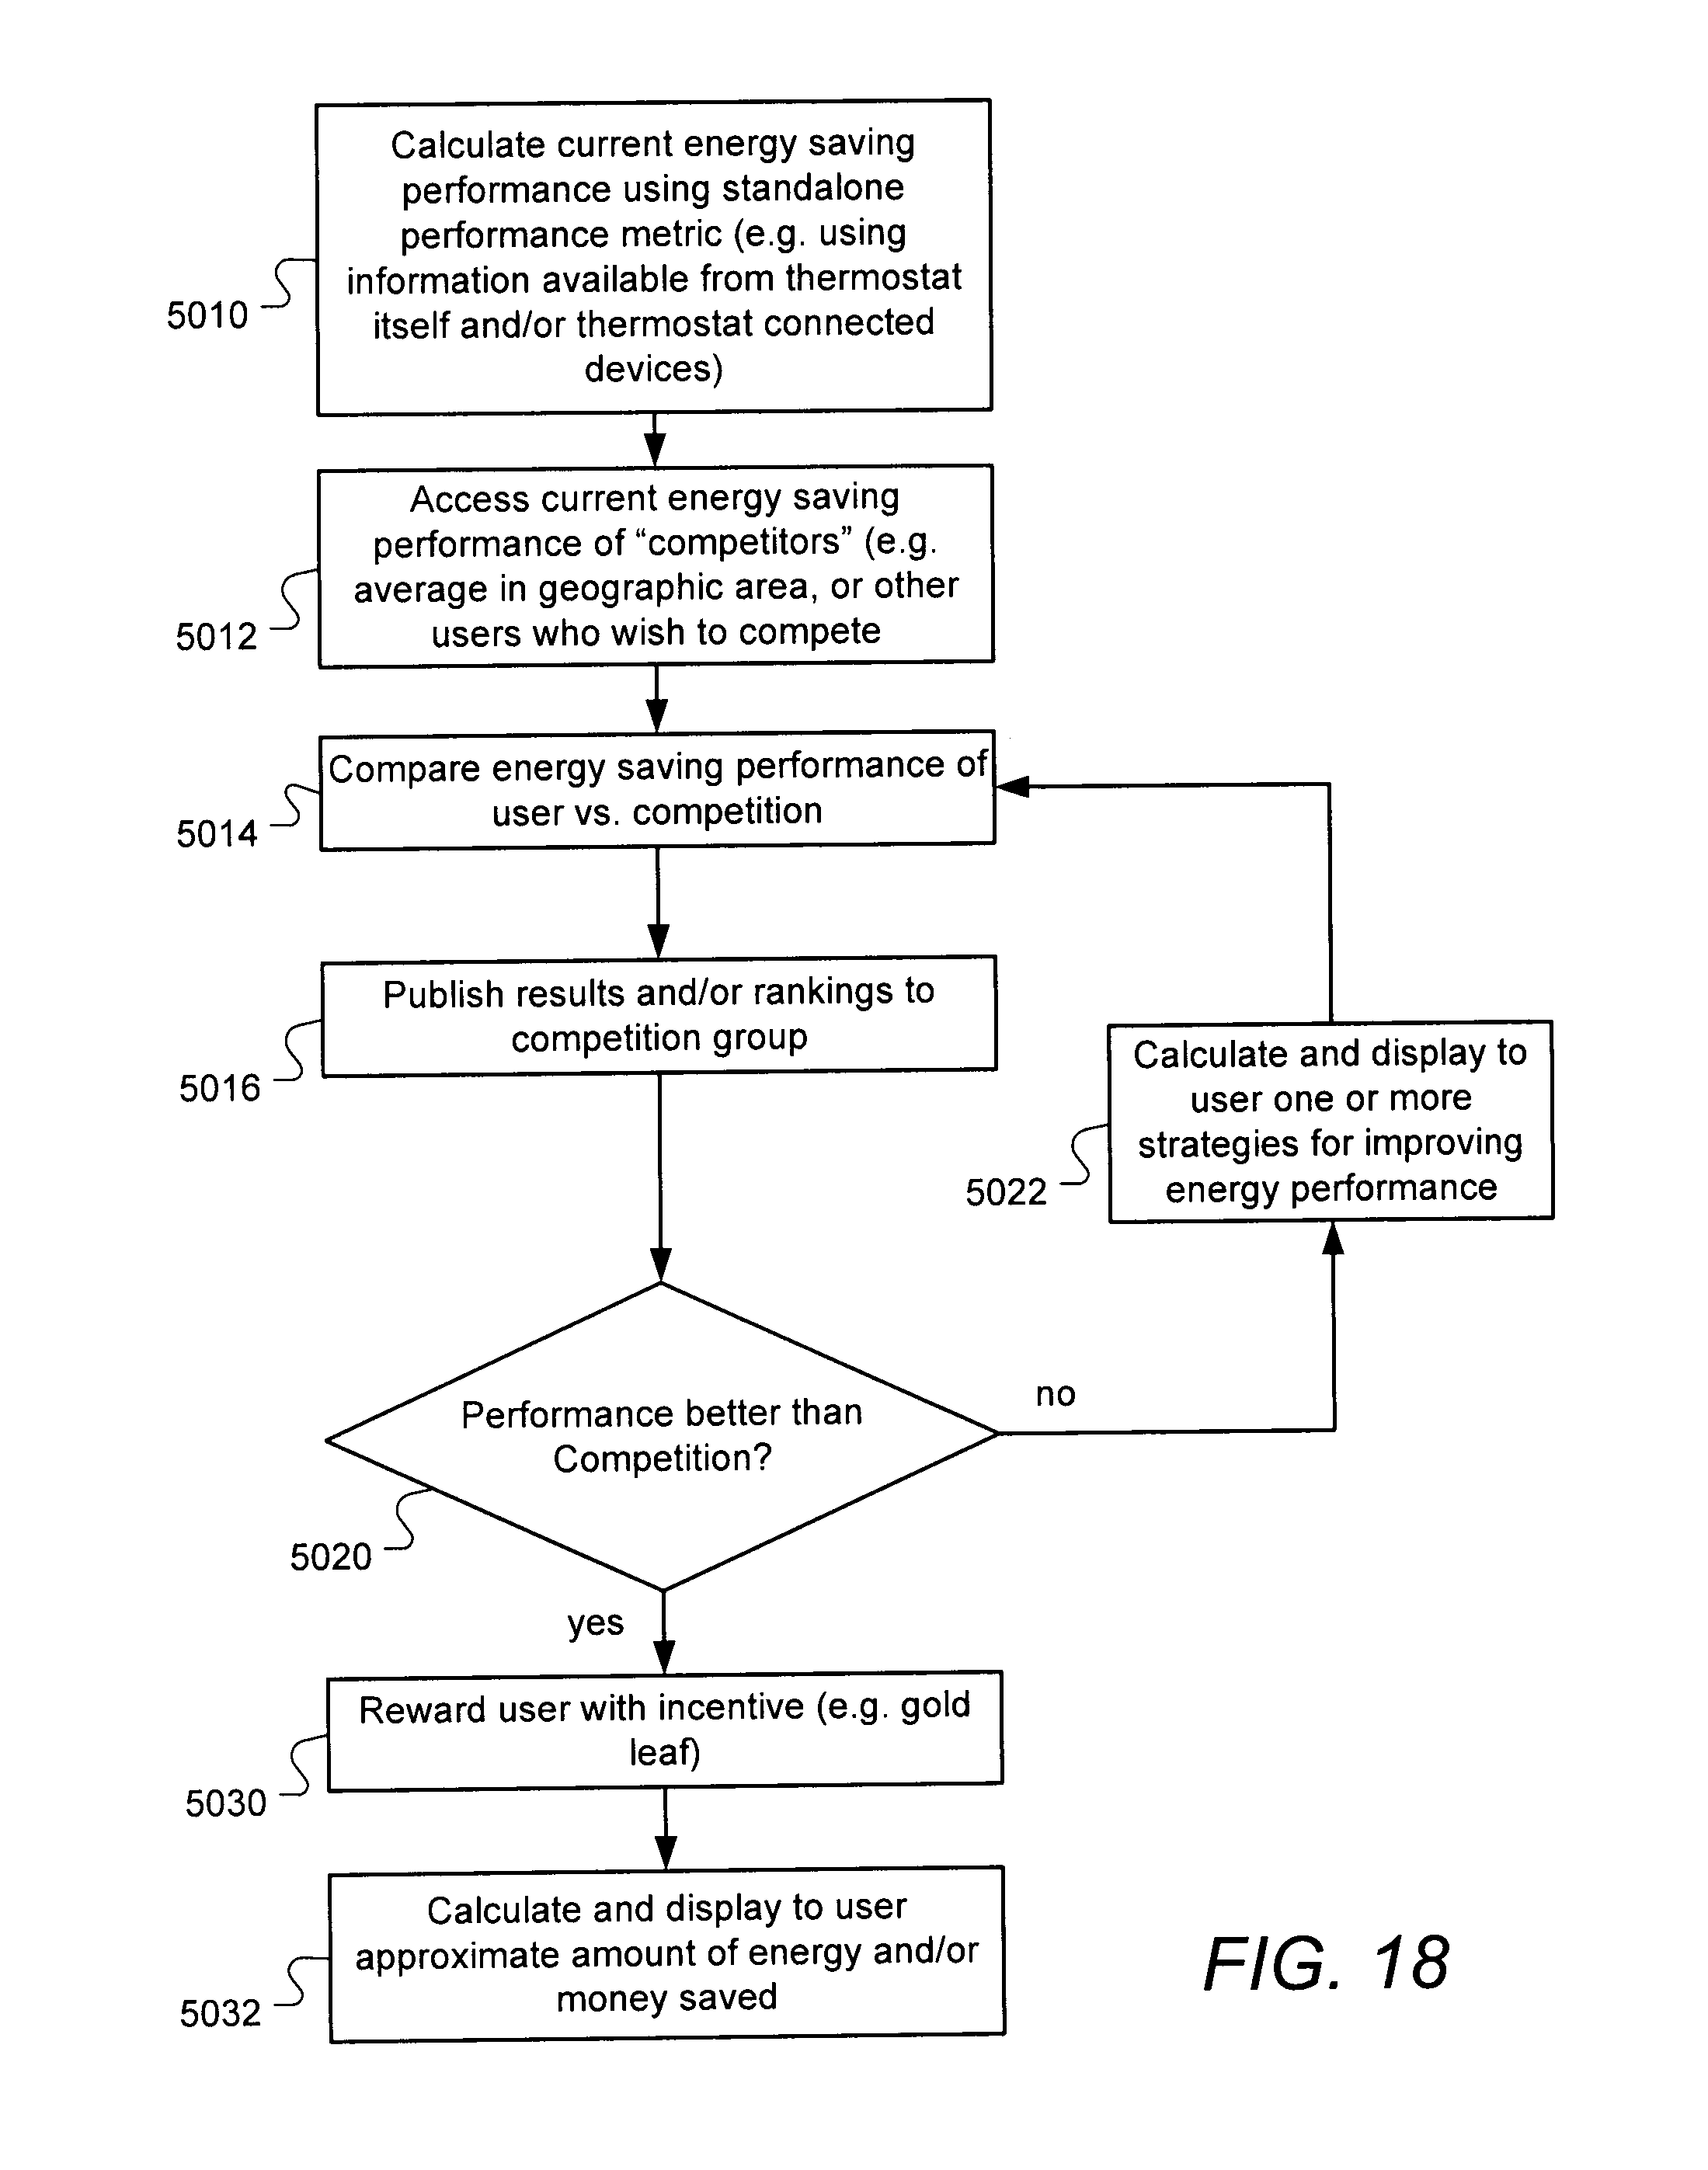 Calculate current energy saving
performance using standalone
performance metric (e.g. using
information available from thermostat
itself and/or thermostat connected
devices)
5010
Access current energy saving
performance of “competitors” (e.g.
average in geographic area, or other
users who wish to compete
5012
Compare energy saving performance of
user vs. competition
5014
Publish results and/or rankings to
competition group
5016
Calculate and display to
user one or more
strategies for improving
energy performance
5022
Performance better than
Competition?
no
5020
yes
Reward user with incentive (e.g. gold
leaf)
5030
Calculate and display to user
approximate amount of energy and/or
money saved
5032
FIG. 18